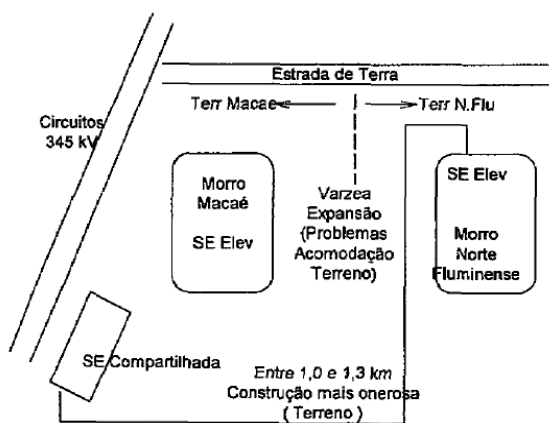 Estrada de Terra
Terr Macae
Terr N.Flu
Circuitos
345 kV
Morro
Macaé
SE Elev
Varzea
Expansão
(Problemas
Acomodação
Terreno)
SE Elev
Morro
Norte
Fluminense
SE Compartilhada
Entre 1,0 e 1,3 km
Construção mais onerosa
( Terreno )